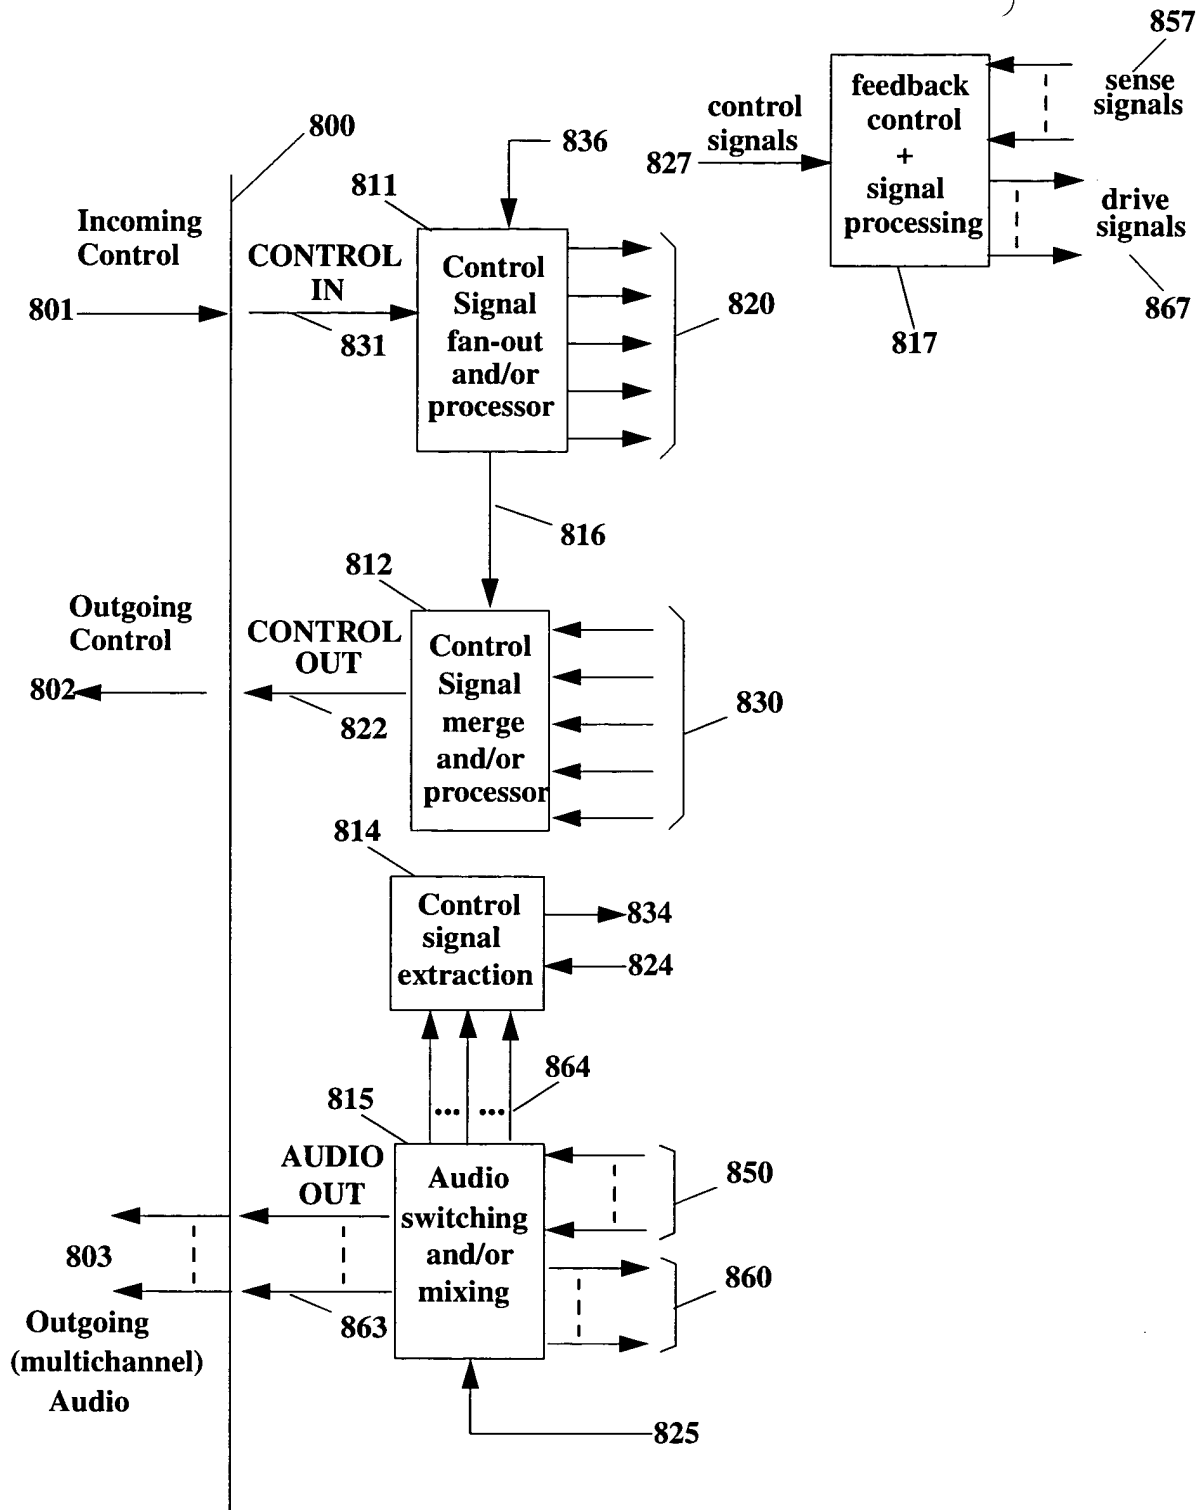 857
sense
signals
feedback
control
+
signal
processing
control
signals
827
drive
signals
867
817
800
836
811
Incoming
Control
801
CONTROL
IN
831
Control
Signal
fan-out
and/or
processor
820
816
812
Outgoing
Control
802
CONTROL
OUT
822
Control
Signal
merge
and/or
processor
830
814
Control
signal
extraction
834
824
864
815
... ...
AUDIO
OUT
Audio
switching
and/or
mixing
850
860
803
863
Outgoing
(multichannel)
Audio
825